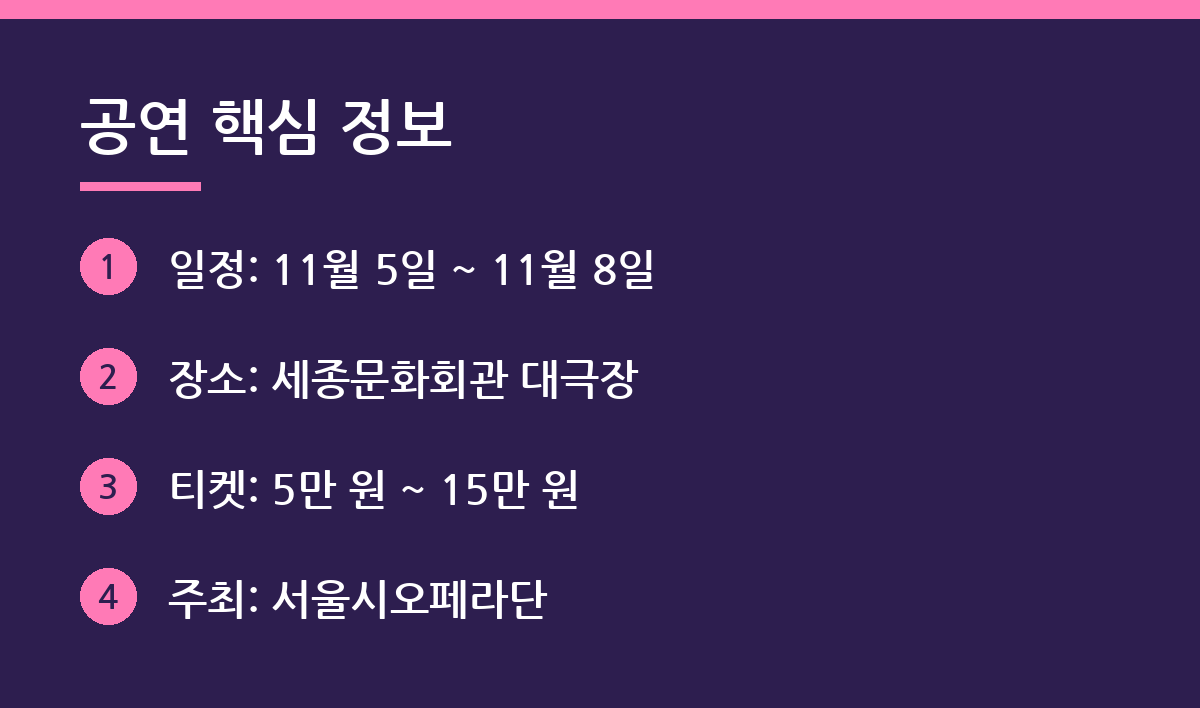 공연 핵심 정보
1 일정: 11월 5일 ~ 11월 8일
2 장소: 세종문화회관 대극장
3 티켓: 5만 원 ~ 15만 원
4 주최: 서울시오페라단